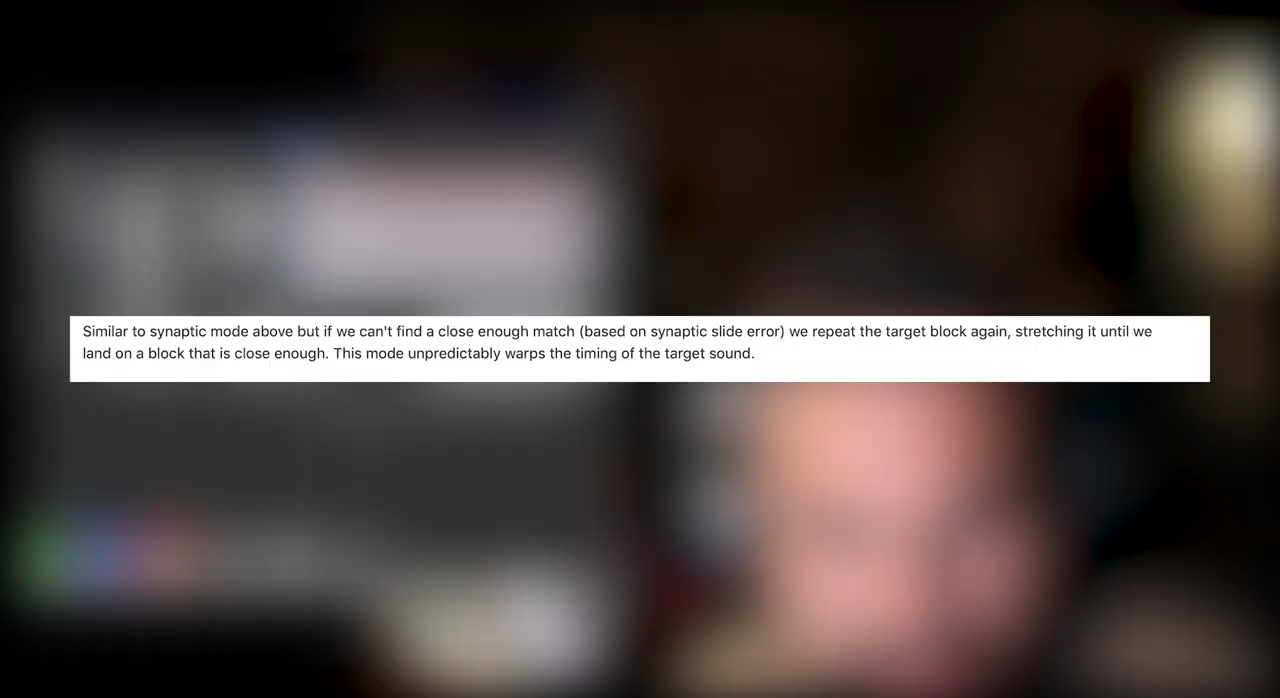 Similar to synaptic mode above but if we can't find a close enough match (based on synaptic slide error) we repeat the target block again, stretching it until we
land on a block that is close enough. This mode unpredictably warps the timing of the target sound.